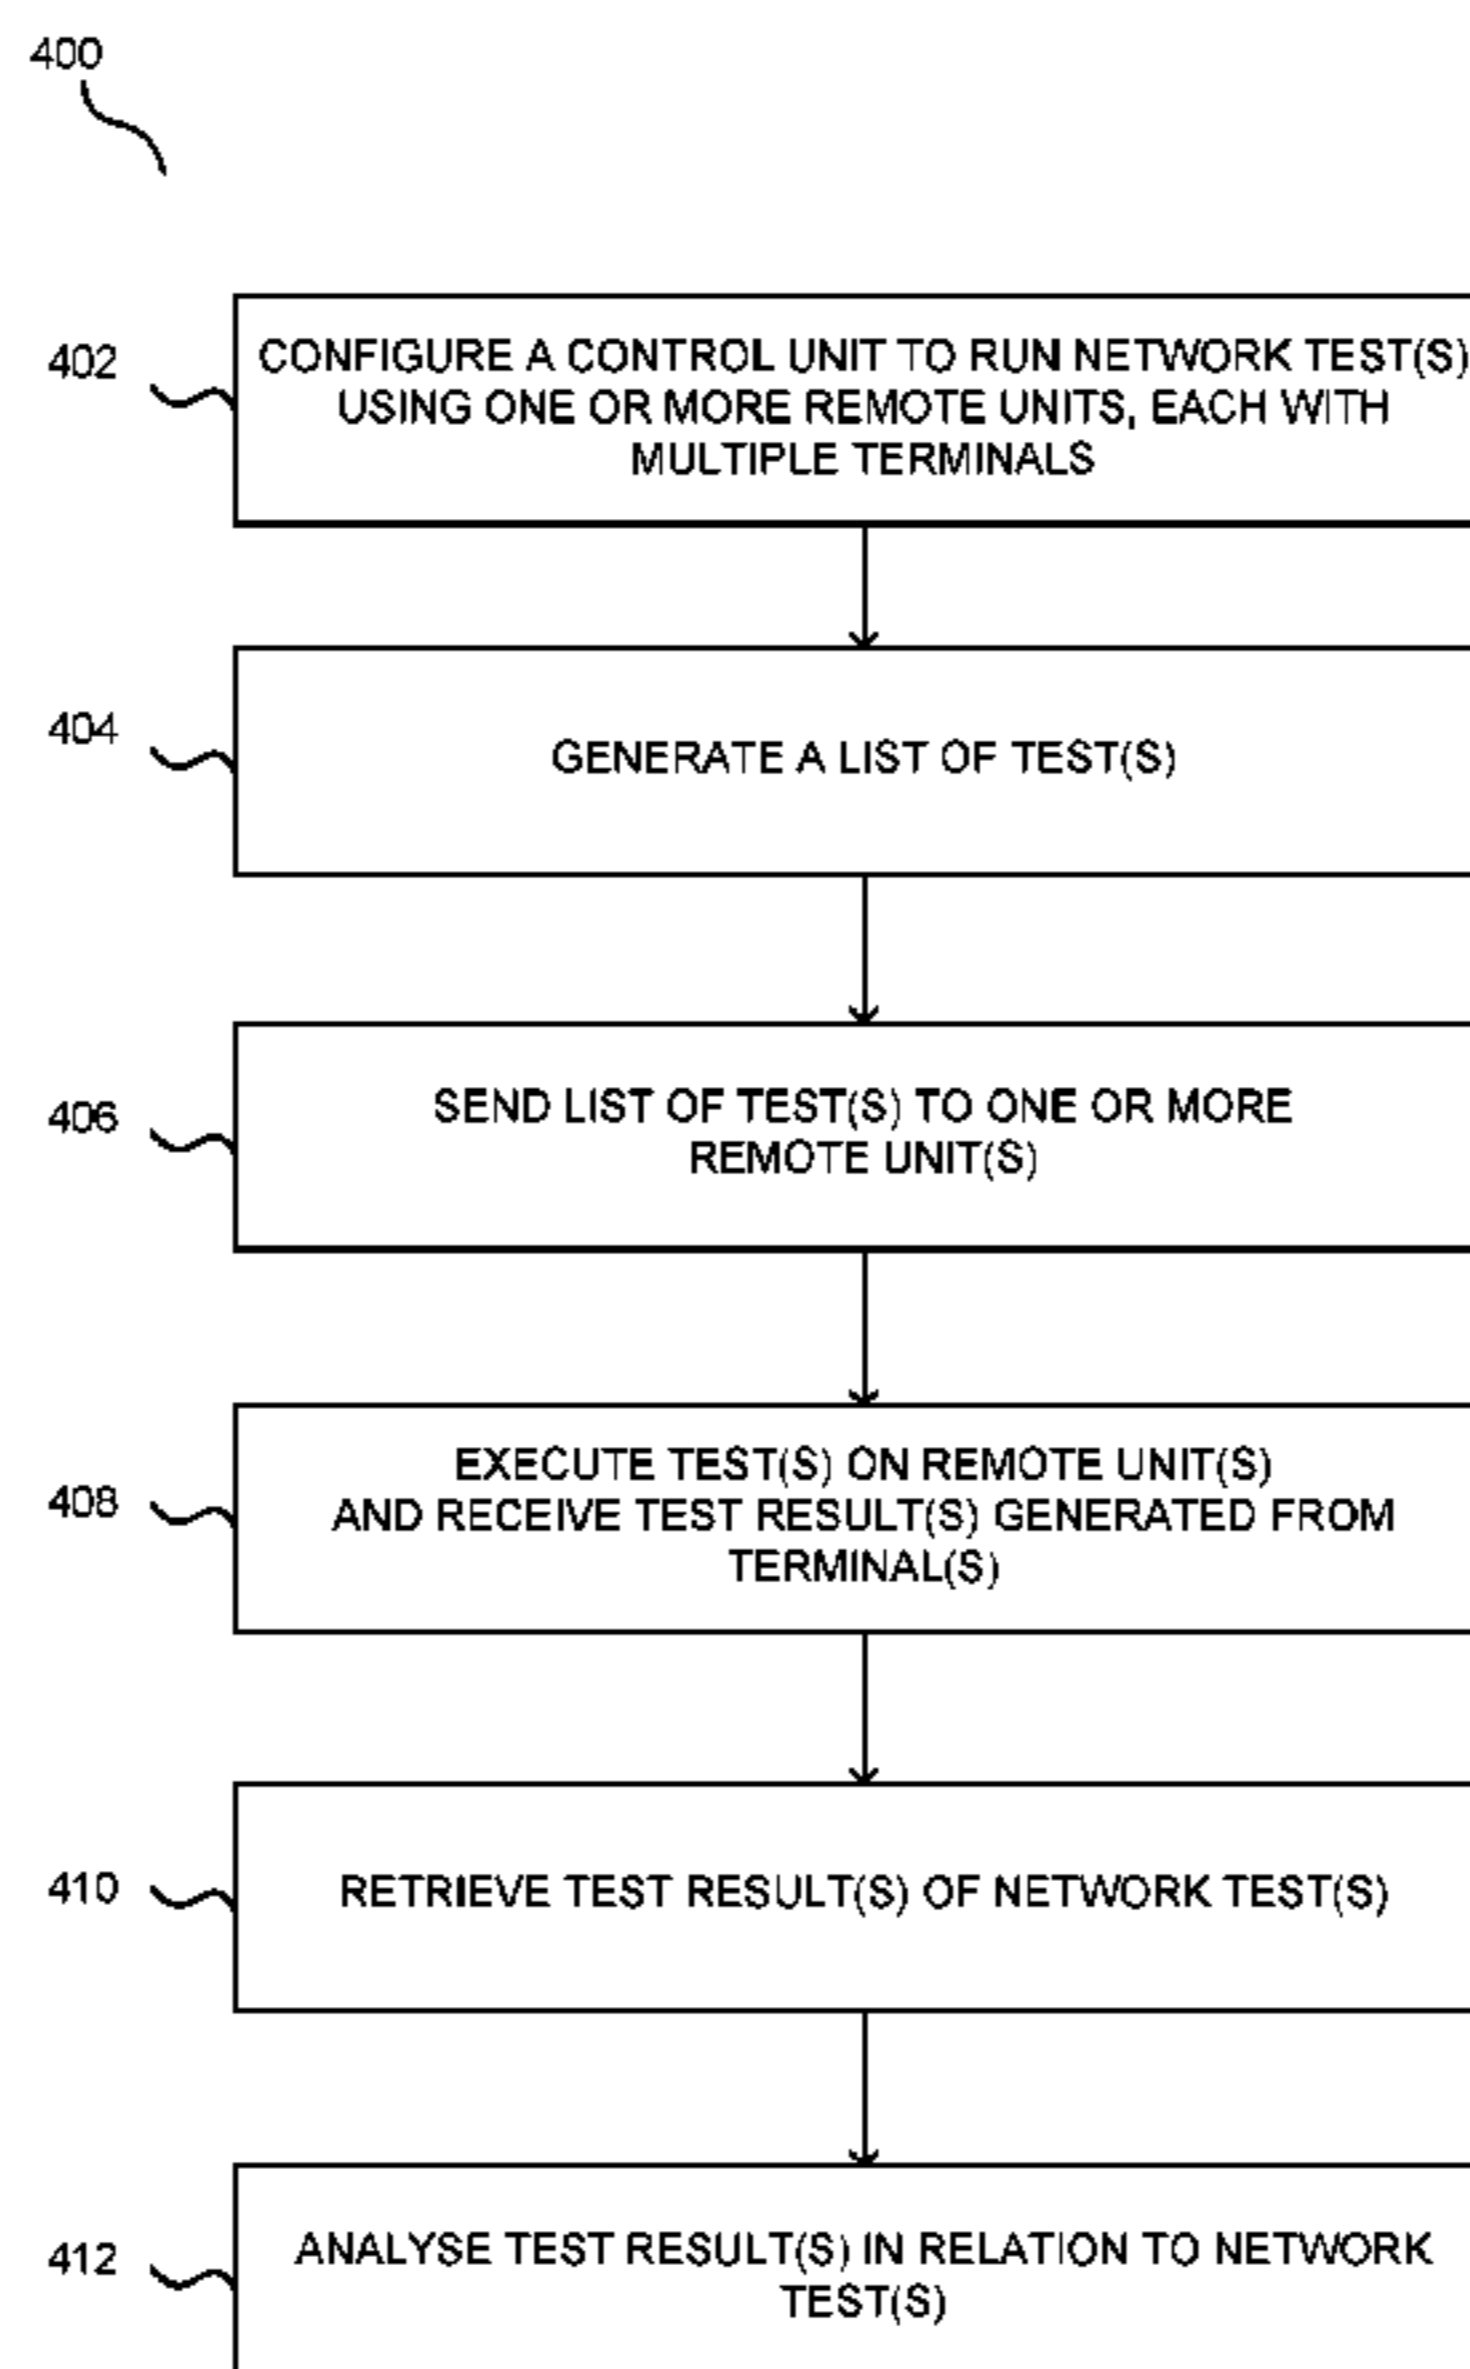 400
402
CONFIGURE A CONTROL UNIT TO RUN NETWORK TEST(S)
USING ONE OR MORE REMOTE UNITS, EACH WITH
MULTIPLE TERMINALS
404
GENERATE A LIST OF TEST(S)
406
SEND LIST OF TEST(S) TO ONE OR MORE
REMOTE UNIT(S)
408
EXECUTE TEST(S) ON REMOTE UNIT(S)
AND RECEIVE TEST RESULT(S) GENERATED FROM
TERMINAL(S)
410
RETRIEVE TEST RESULT(S) OF NETWORK TEST(S)
412
ANALYSE TEST RESULT(S) IN RELATION TO NETWORK
TEST(S)